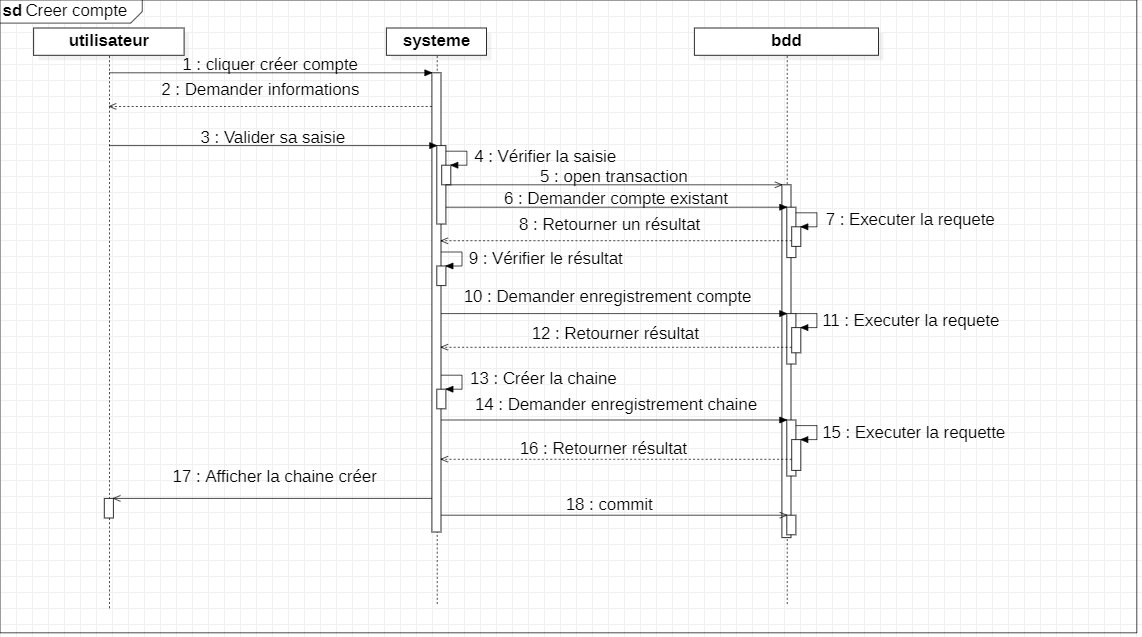 sd Creer compte
utilisateur
systeme
bdd
1 : cliquer créer compte
2 : Demander informations
3 : Valider sa saisie
4 : Vérifier la saisie
5 : open transaction
6 : Demander compte existant
7 : Executer la requete
8 : Retourner un résultat
9 : Vérifier le résultat
10 : Demander enregistrement compte
11 : Executer la requete
12 : Retourner résultat
13 : Créer la chaine
14 : Demander enregistrement chaine
15 : Executer la requette
16 : Retourner résultat
17 : Afficher la chaine créer
18 : commit